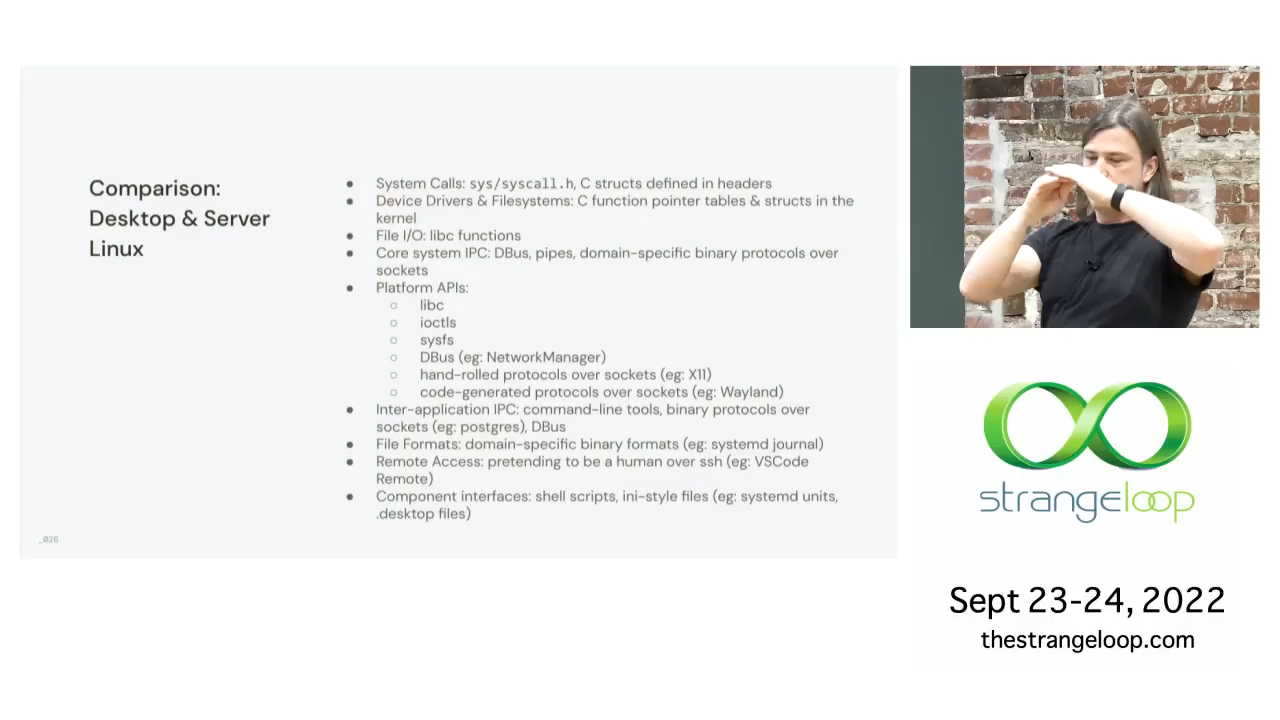 Comparison:
Desktop & Server
Linux
● System Calls: sys/syscall.h, C structs defined in headers
● Device Drivers & Filesystems: C function pointer tables & structs in the
kernel
● File I/O: libc functions
● Core system IPC: DBus, pipes, domain-specific binary protocols over
sockets
● Platform APIs:
○ libc
○ ioctls
○ sysfs
○ DBus (eg: NetworkManager)
○ hand-rolled protocols over sockets (eg: X11)
○ code-generated protocols over sockets (eg: Wayland)
● Inter-application IPC: command-line tools, binary protocols over
sockets (eg: postgres), DBus
● File Formats: domain-specific binary formats (eg: systemd journal)
● Remote Access: pretending to be a human over ssh (eg: VSCode
Remote)
● Component interfaces: shell scripts, ini-style files (eg: systemd units,
.desktop files)
_028
strangeloop
Sept 23-24, 2022
thestrangeloop.com